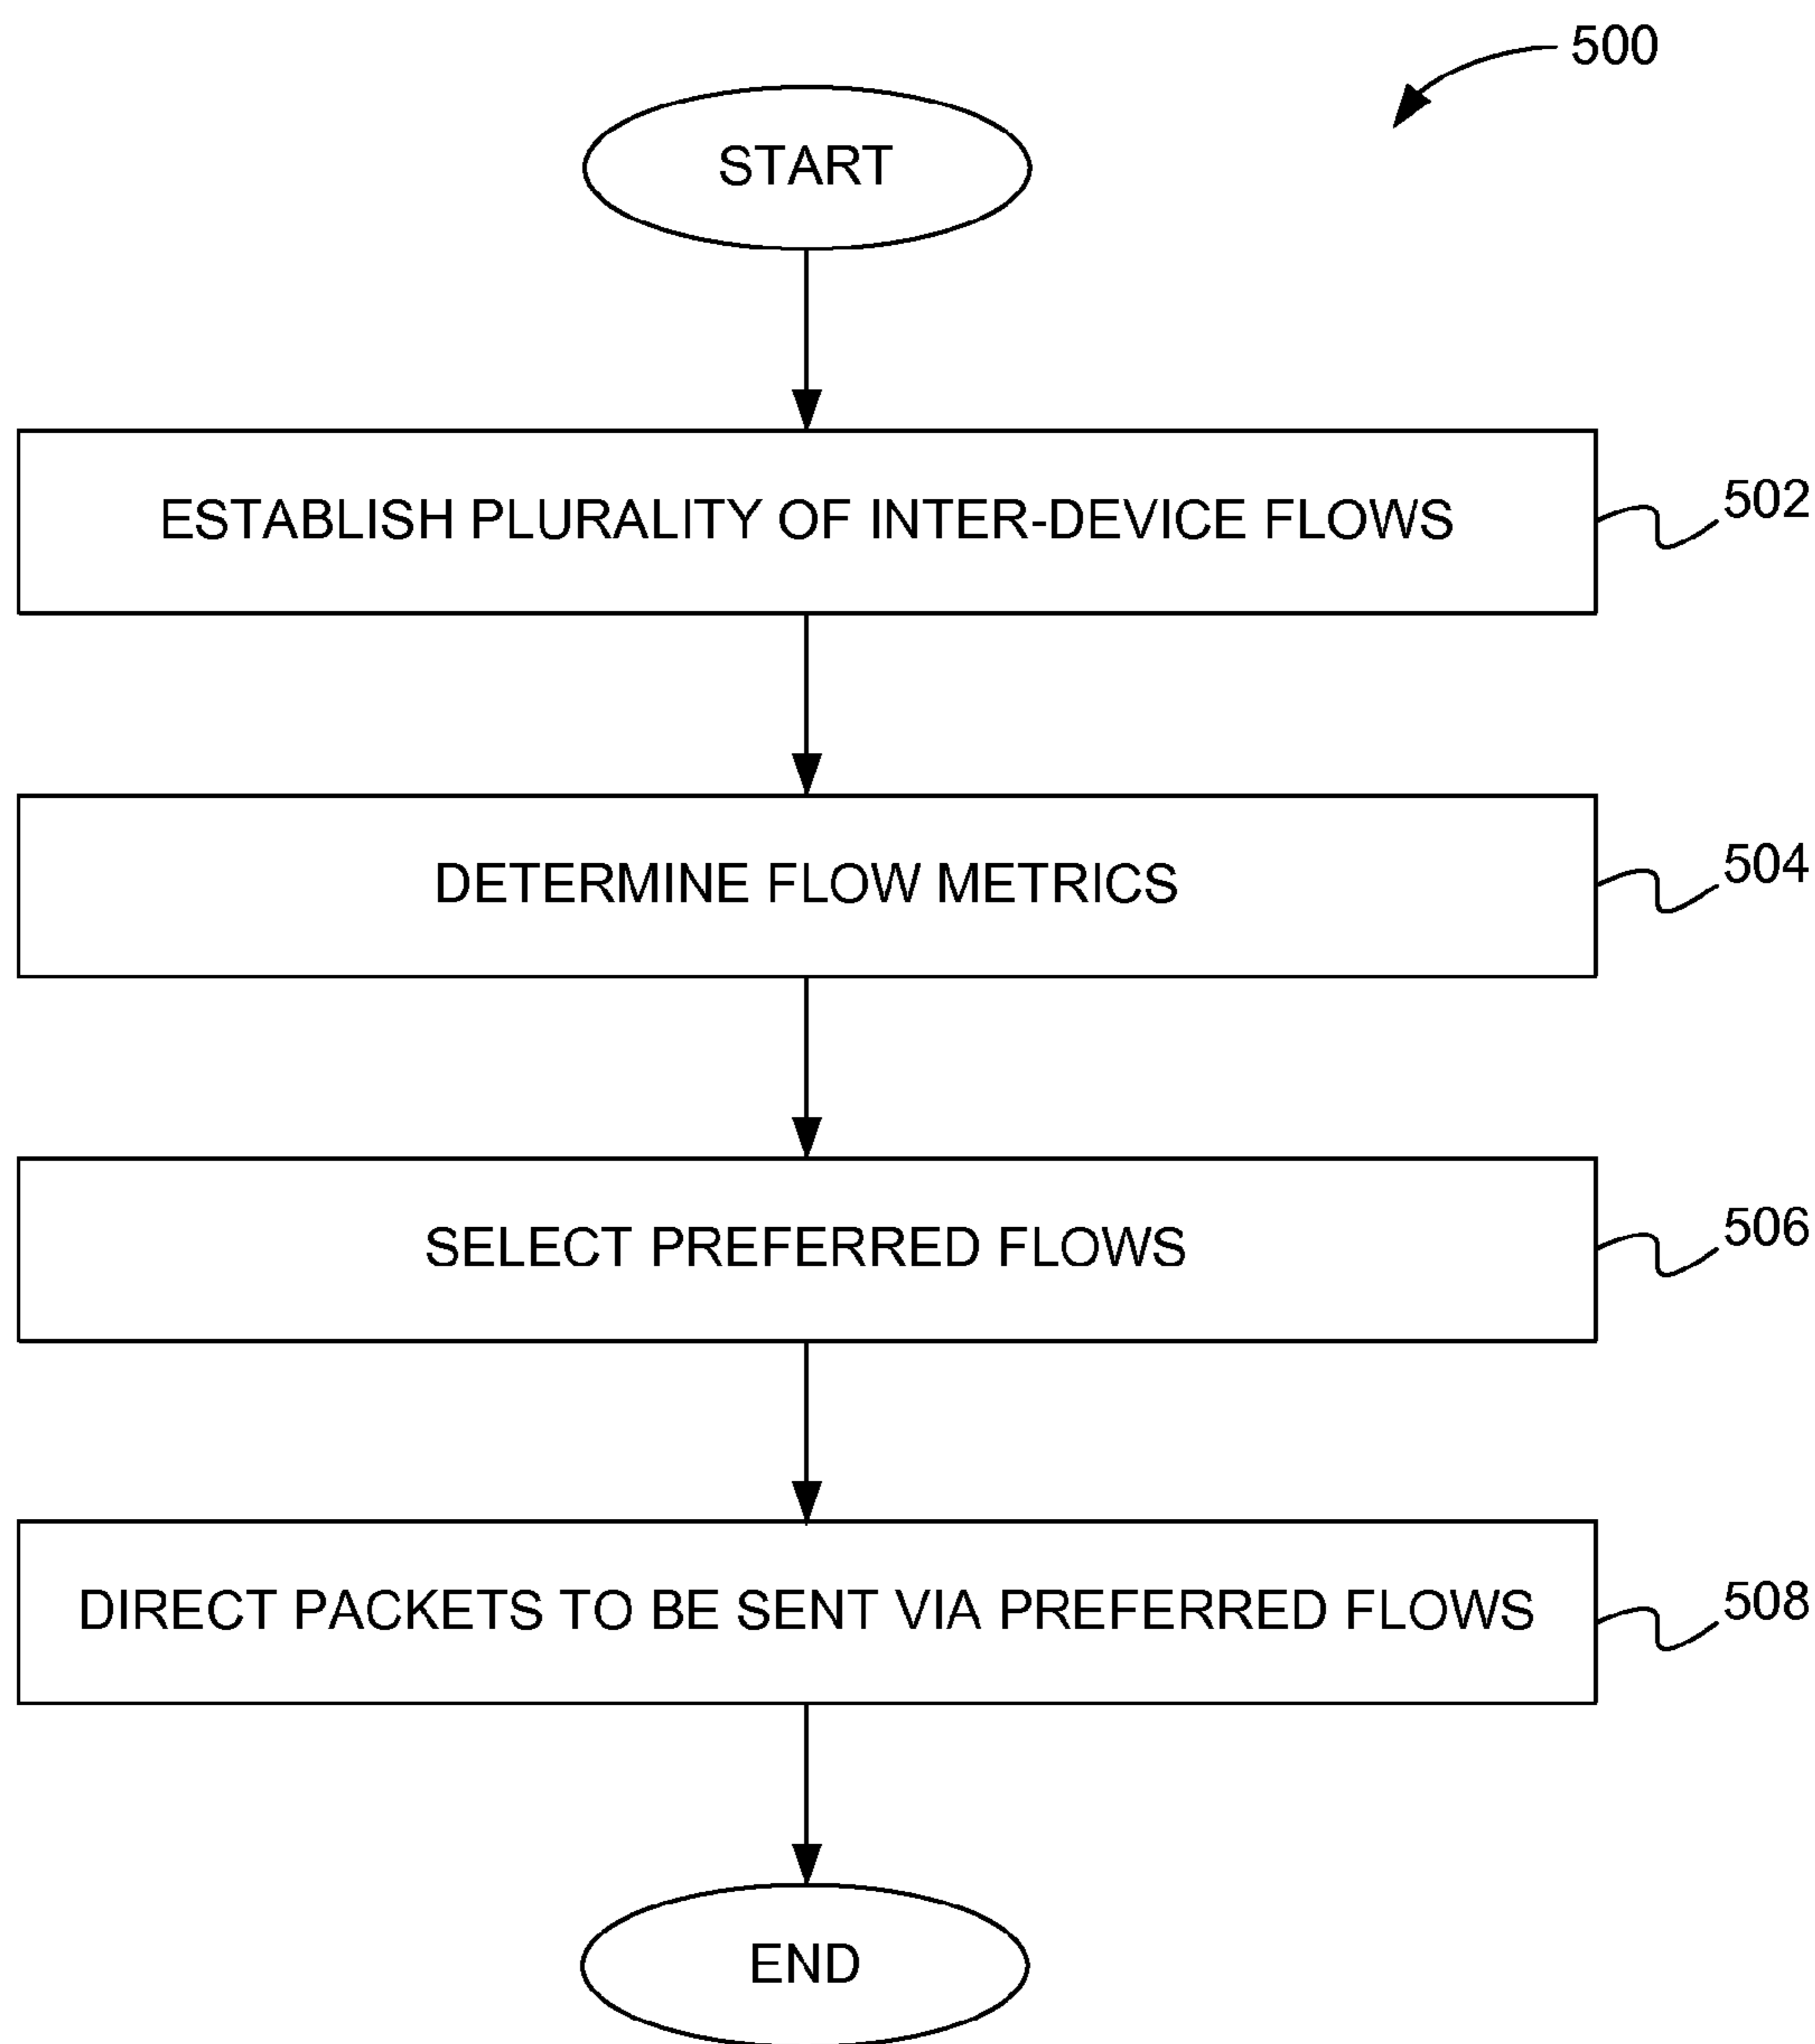 500
START
ESTABLISH PLURALITY OF INTER-DEVICE FLOWS
502
DETERMINE FLOW METRICS
504
SELECT PREFERRED FLOWS
506
DIRECT PACKETS TO BE SENT VIA PREFERRED FLOWS
508
END